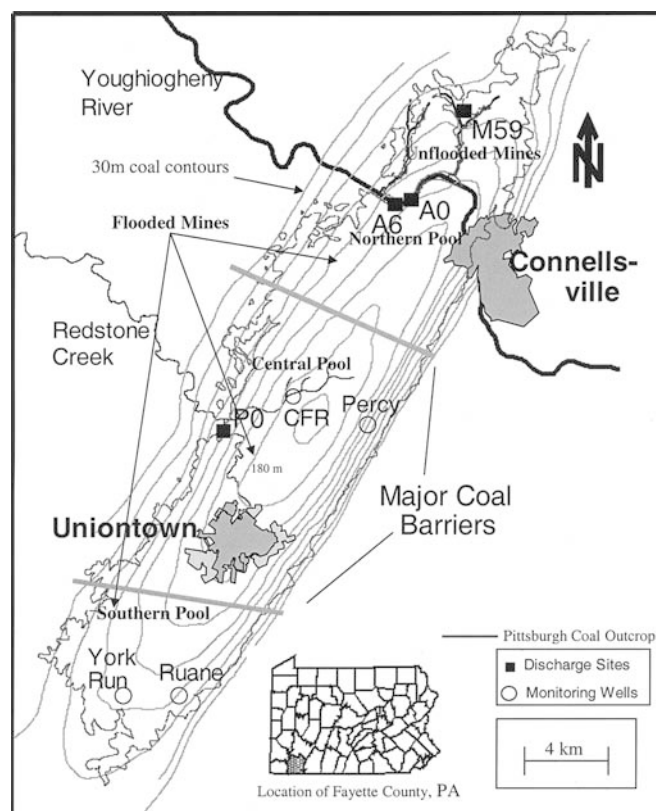 Youghiogheny
River
M59
Unflooded Mines
30m coal contours
N
A6
A0
Flooded Mines
Northern Pool
Connells-
ville
Redstone
Creek
Central Pool
P0
CFR
Percy
180 m
Major Coal
Barriers
Uniontown
Southern Pool
York
Run
Ruane
Pittsburgh Coal Outcrop
Discharge Sites
Monitoring Wells
4 km
Location of Fayette County, PA